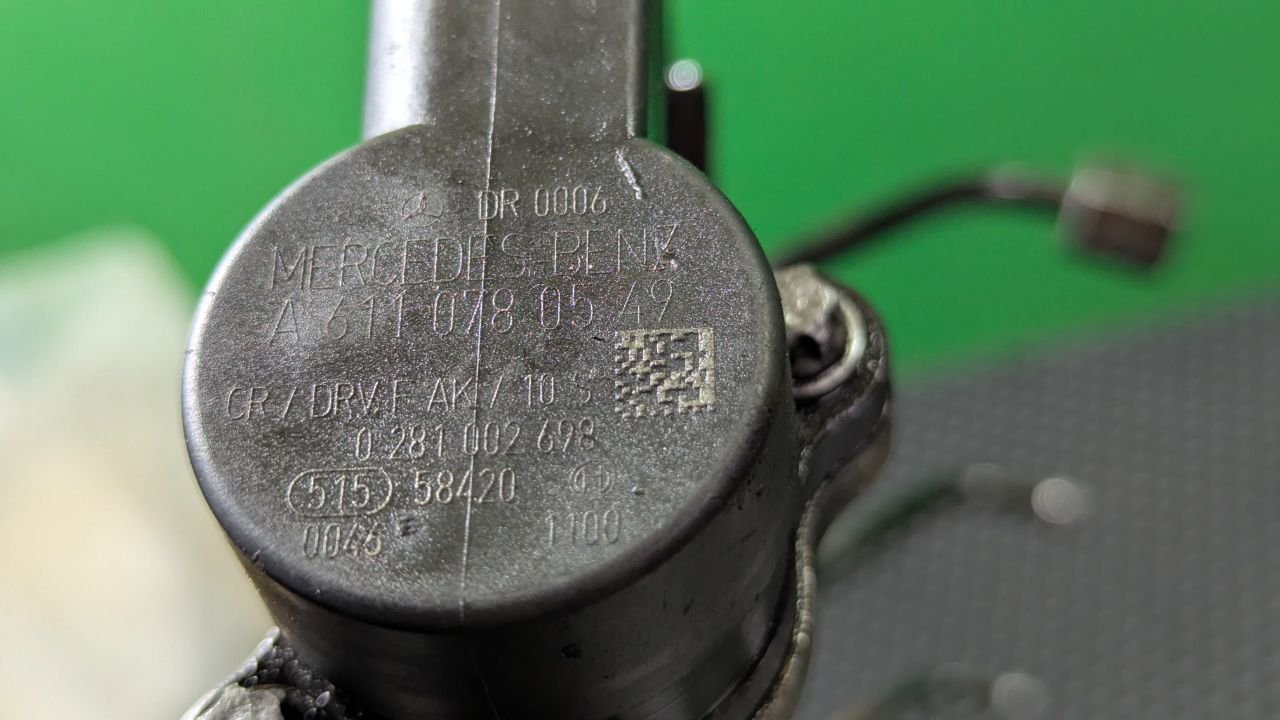 DR 0006
MERCEDES-BENZ
A 611 078 05 49
CR / DRV.F AK / 10 S
0 281 002 698
515 58420
0046 1100